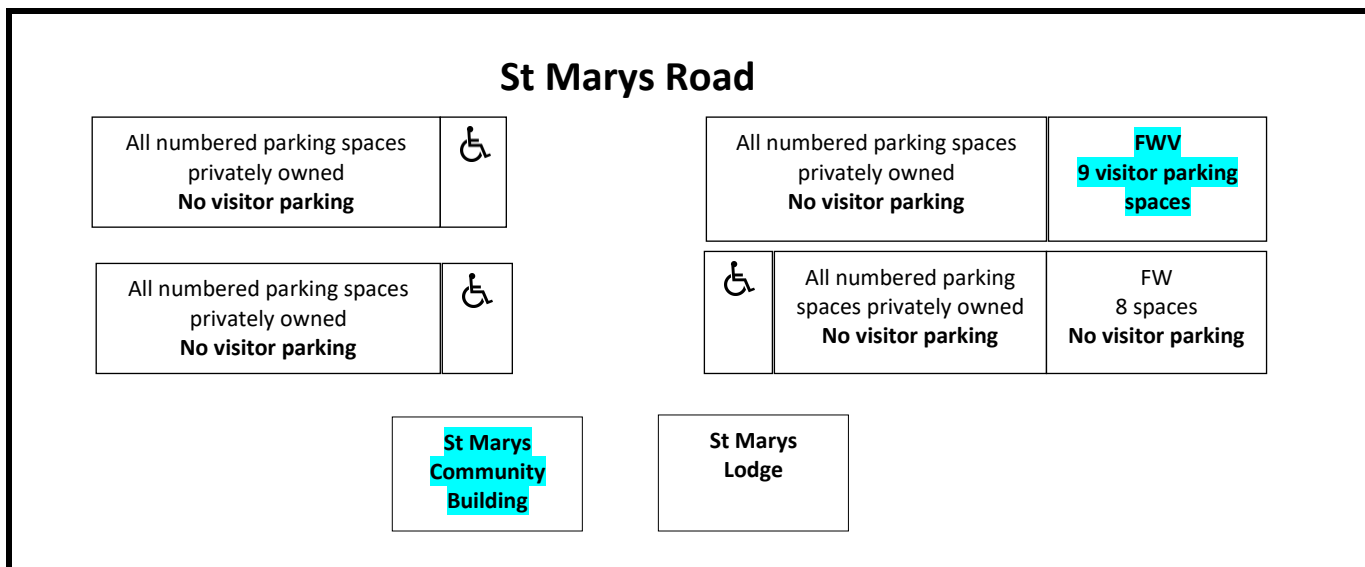 St Marys Road
All numbered parking spaces
privately owned
No visitor parking
All numbered parking spaces
privately owned
No visitor parking
FWV
9 visitor parking
spaces
All numbered parking spaces
privately owned
No visitor parking
All numbered parking
spaces privately owned
No visitor parking
FW
8 spaces
No visitor parking
St Marys
Community
Building
St Marys
Lodge